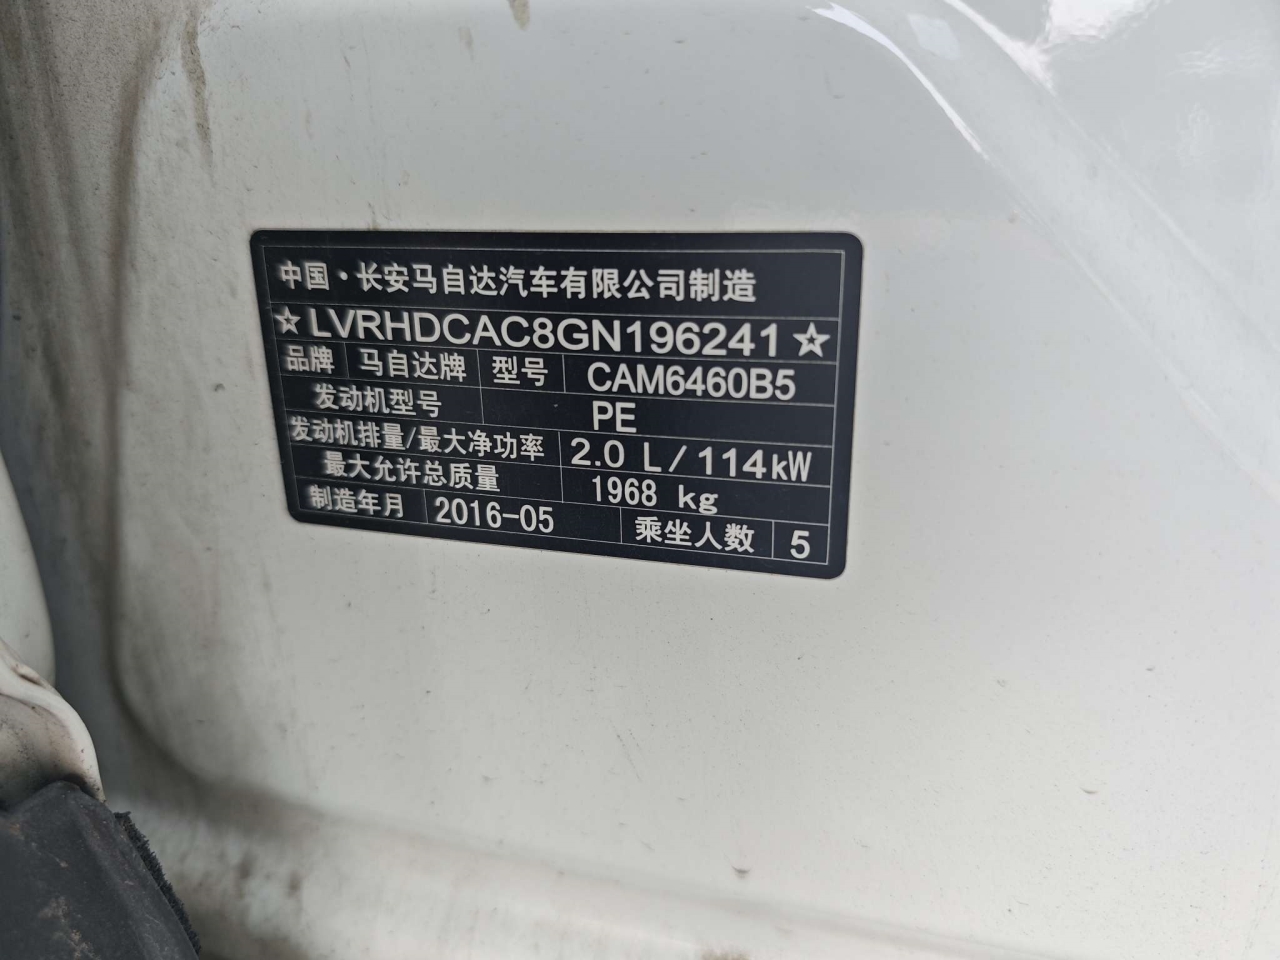 中国·长安马自达汽车有限公司制造
☆LVRHDCAC8GN196241☆
品牌 马自达牌 型号 CAM6460B5
发动机型号 PE
发动机排量/最大净功率 2.0 L/114kW
最大允许总质量 1968 kg
制造年月 2016-05 乘坐人数 5